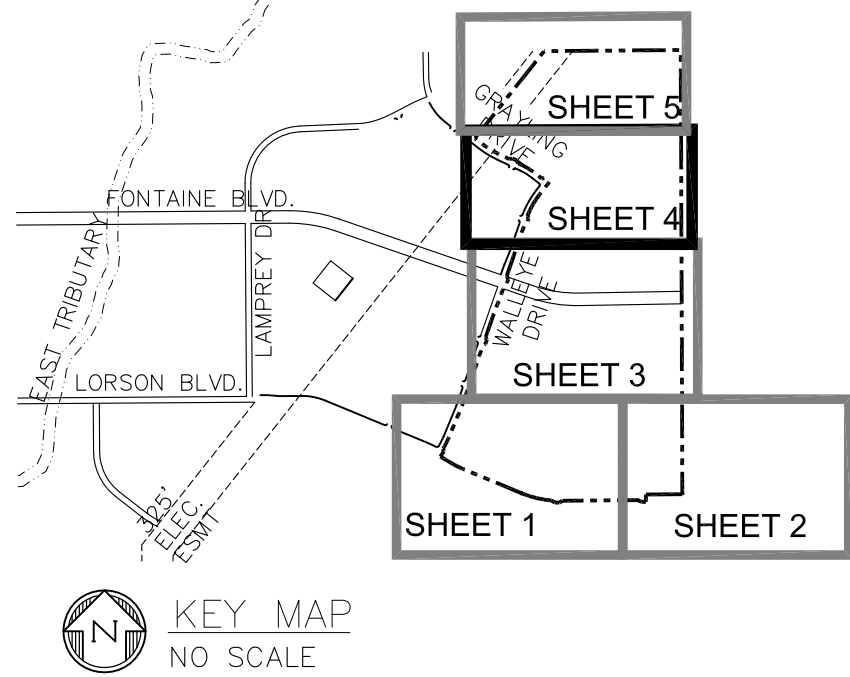 GRAYLING
DRIVE
SHEET 5
FONTAINE BLVD.
LAMPREY DR
SHEET 4
EAST TRIBUTARY
WALLEYE
DRIVE
LORSON BLVD.
SHEET 3
325'
ELEC.
ESMT
SHEET 1
SHEET 2
N
KEY MAP
NO SCALE